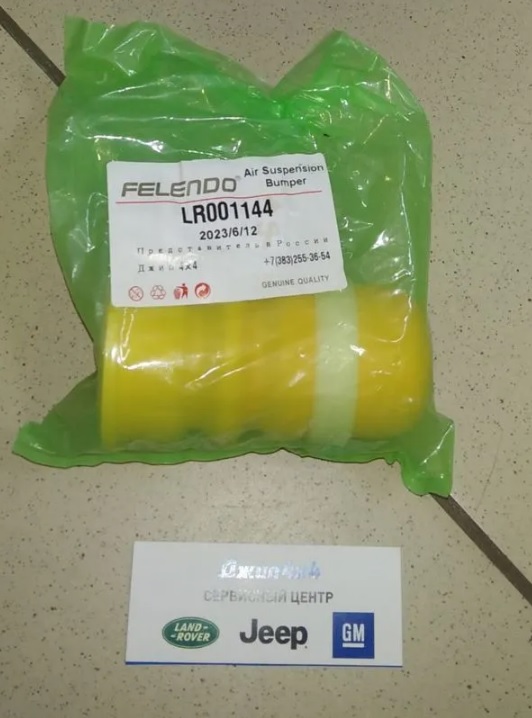 FELENDO
Air Suspension
Bumper
LR001144
2023/6/12
Представитель в России
Джип 4x4 +7(383)255-36-54
GENUINE QUALITY
Джип4x4
СЕРВИСНЫЙ ЦЕНТР
LAND-
ROVER
Jeep
GM